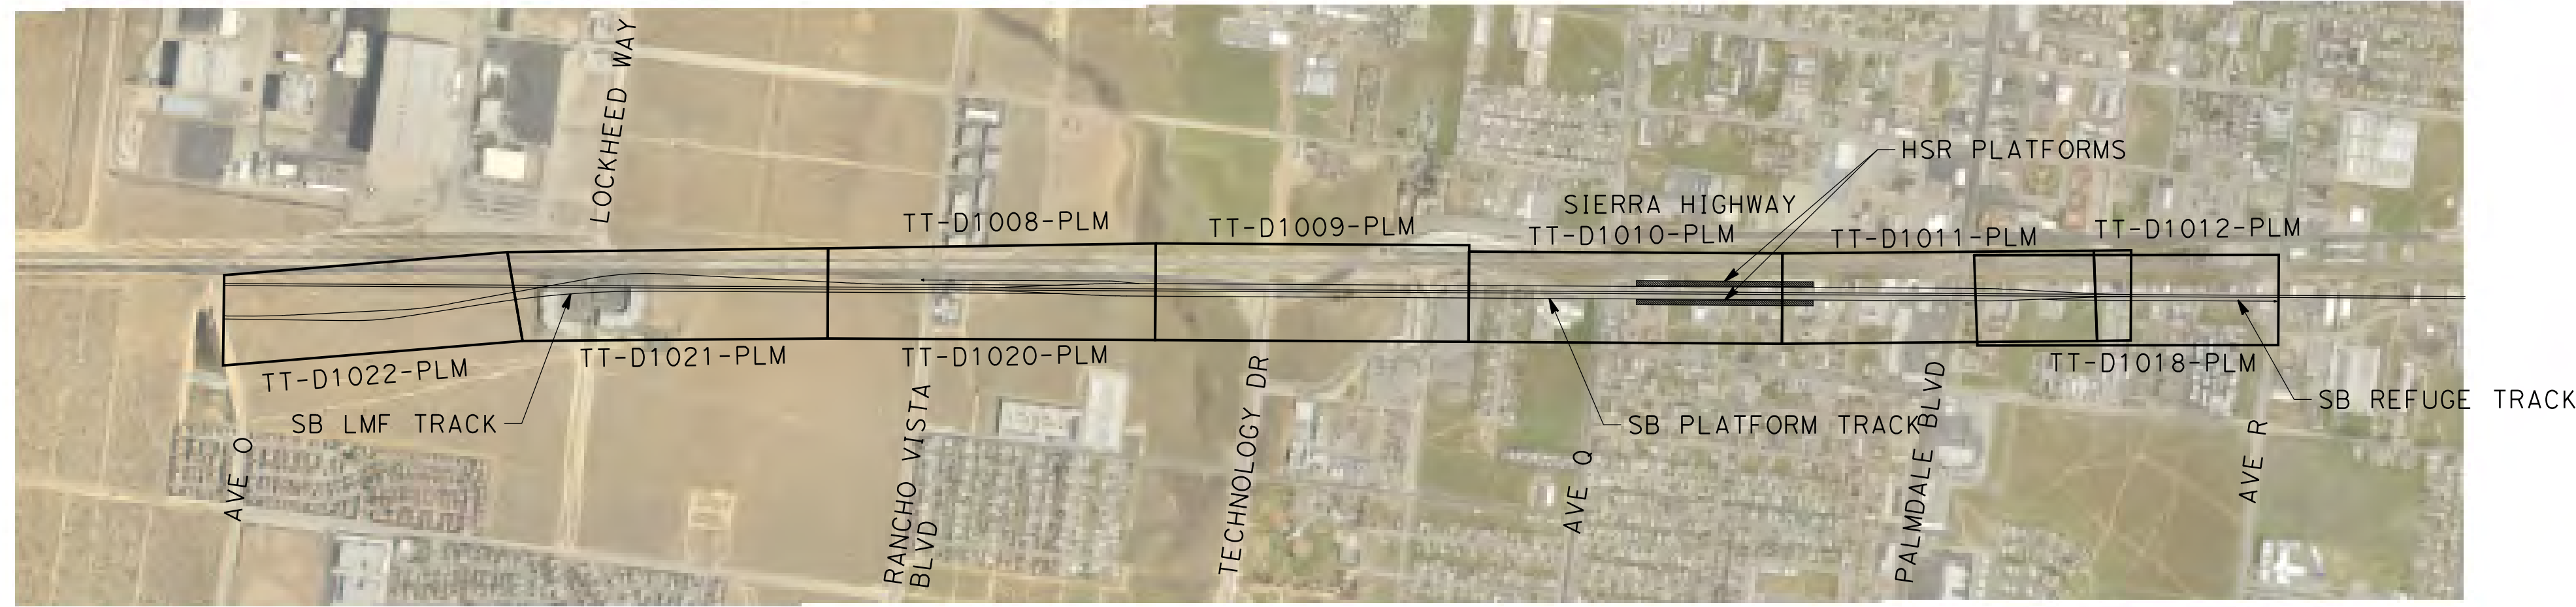 LOCKHEED WAY
HSR PLATFORMS
SIERRA HIGHWAY
TT-D1008-PLM
TT-D1009-PLM
TT-D1010-PLM
TT-D1011-PLM
TT-D1012-PLM
TT-D1022-PLM
TT-D1021-PLM
TT-D1020-PLM
TT-D1018-PLM
SB LMF TRACK
SB PLATFORM TRACK
SB REFUGE TRACK
AVE O
RANCHO VISTA
BLVD
TECHNOLOGY DR
AVE Q
PALMDALE BLVD
AVE R